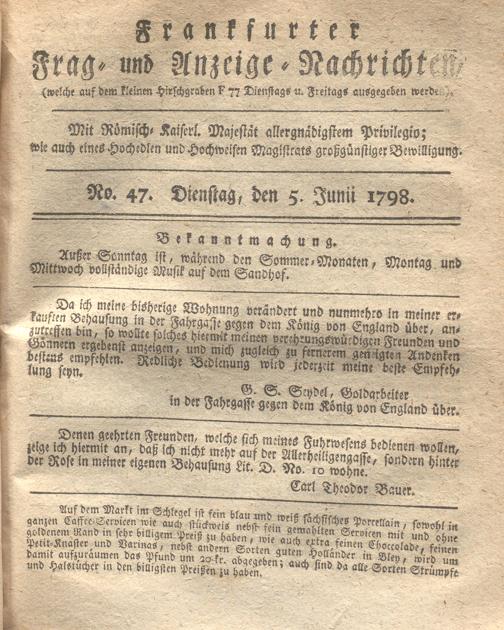 Frankfurter
Frag- und Anzeige-Nachrichten,
(welche auf dem kleinen Hirschgraben F 77 Dienstags u. Freitags ausgegeben werden).
Mit Römisch-Kaiserl. Majestät allergnädigstem Privilegio;
wie auch eines Hochedlen und Hochweisen Magistrats großgünstiger Bewilligung.
No. 47. Dienstag, den 5. Junii 1798.
Bekanntmachung.
Außer Sonntag ist, während den Sommer-Monaten, Montag und
Mittwoch vollständige Musik auf dem Sandhof.
Da ich meine bisherige Wohnung verändert und nunmehro in meiner er-
kauften Behausung in der Fahrgasse gegen dem König von England über, an-
zutreffen bin, so wollte solches hiermit meinen verehrungswürdigen Freunden und
Gönnern ergebenst anzeigen, und mich zugleich zu fernerem geneigten Andenken
bestens empfehlen. Redliche Bedienung wird jederzeit meine beste Empfeh-
lung seyn.
G. S. Seydel, Goldarbeiter
in der Fahrgasse gegen dem König von England über.
Denen geehrten Freunden, welche sich meines Fuhrwesens bedienen wollen,
zeige ich hiermit an, daß ich nicht mehr auf der Allerheiligengasse, sondern hinter
der Rose in meiner eigenen Behausung Lit. D. No. 10 wohne.
Carl Theodor Bauer.
Auf dem Markt im Schlegel ist fein blau und weiß sächsisches Porcellain, sowohl in
ganzen Caffee-Servicen wie auch stückweis nebst fein gewahlten Servicen mit und ohne
goldenem Rand in sehr billigem Preiß zu haben, wie auch extra feinen Choccolade, feinen
Petit-Knaster und Varinas, nebst andern Sorten guten Holländer in Bley, wird um
damit aufzuräumen das Pfund um 20 kr. abgegeben; auch sind da alle Sorten Strümpfe
und Halstücher in den billigsten Preißen zu haben.